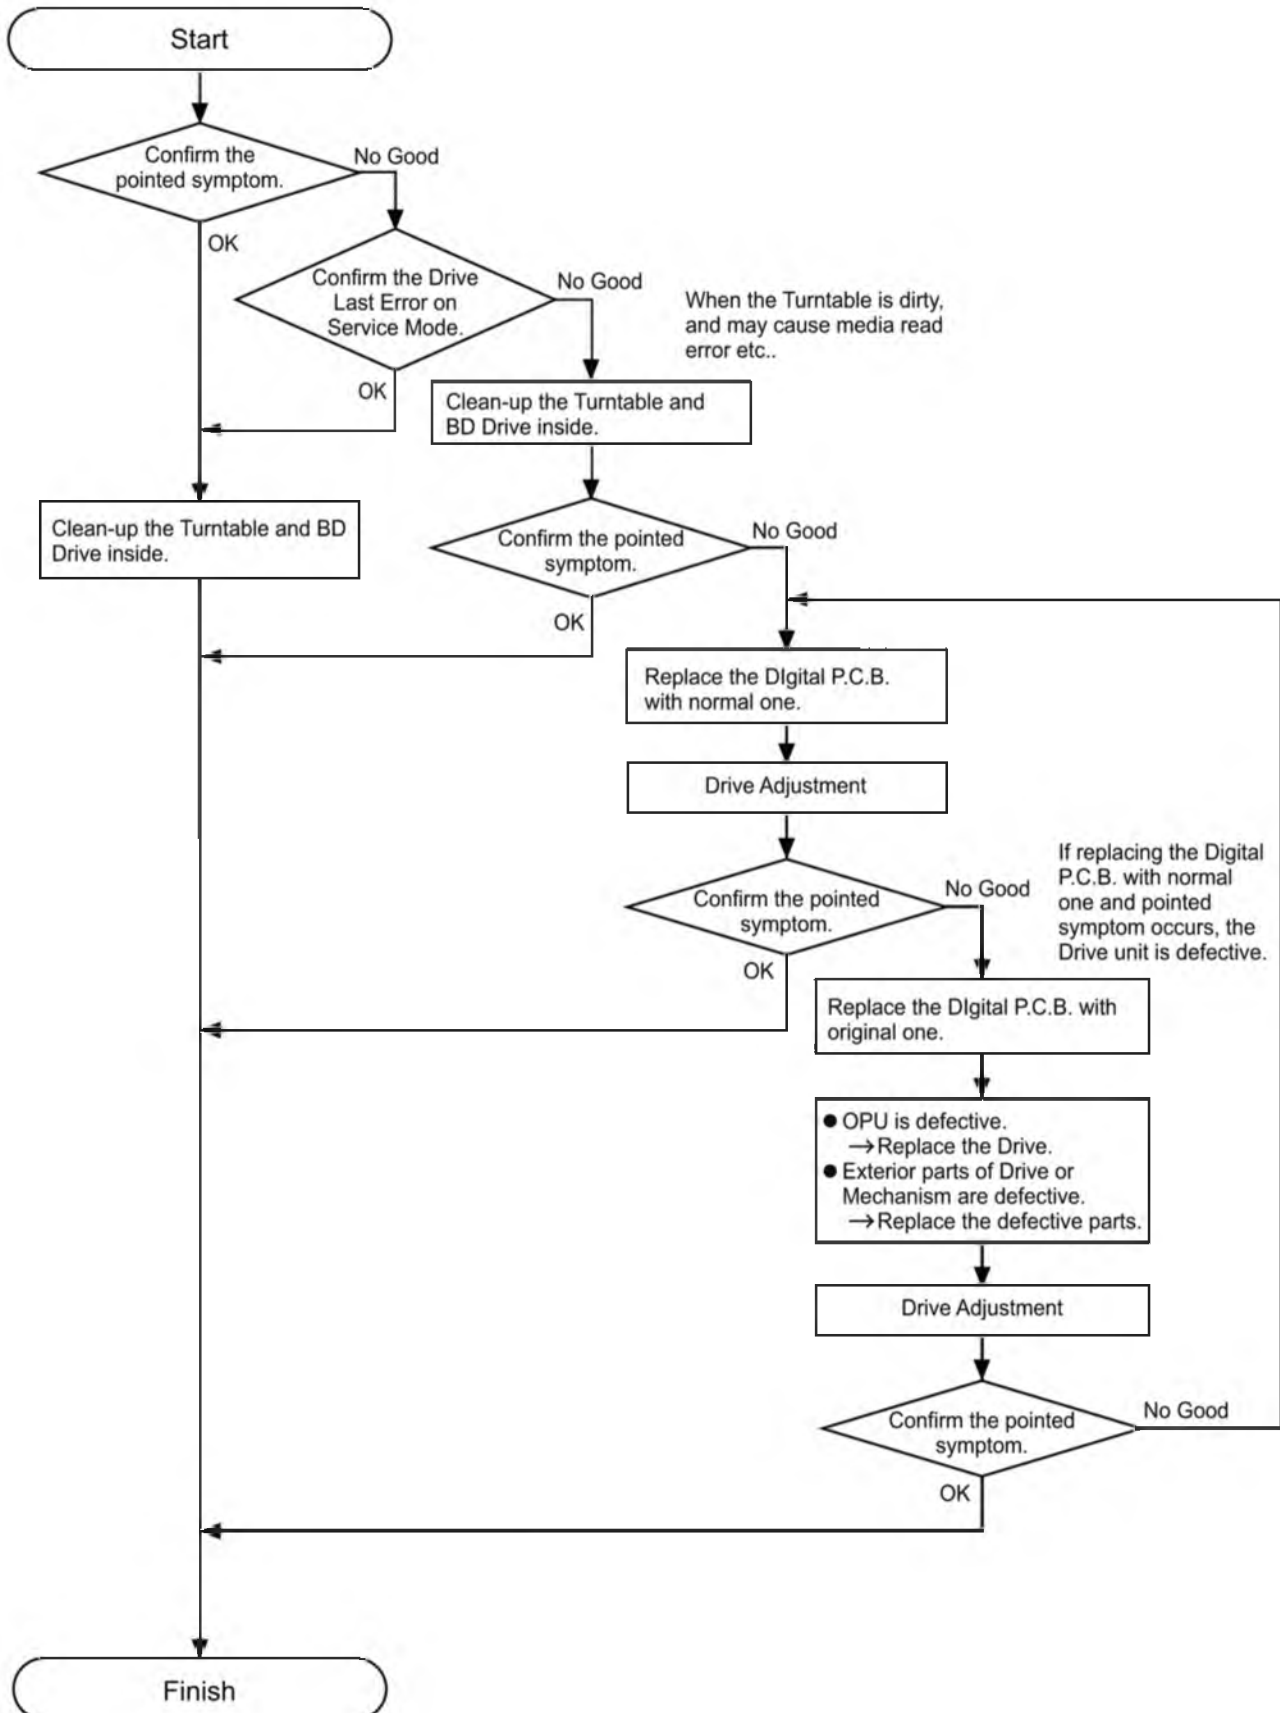 Start
Confirm the
pointed symptom.
No Good
OK
Confirm the Drive
Last Error on
Service Mode.
No Good
OK
When the Turntable is dirty,
and may cause media read
error etc..
Clean-up the Turntable and
BD Drive inside.
Clean-up the Turntable and BD
Drive inside.
Confirm the pointed
symptom.
No Good
OK
Replace the DIgital P.C.B.
with normal one.
Drive Adjustment
Confirm the pointed
symptom.
No Good
OK
If replacing the Digital
P.C.B. with normal
one and pointed
symptom occurs, the
Drive unit is defective.
Replace the DIgital P.C.B. with
original one.
● OPU is defective.
→Replace the Drive.
● Exterior parts of Drive or
Mechanism are defective.
→Replace the defective parts.
Drive Adjustment
Confirm the pointed
symptom.
No Good
OK
Finish